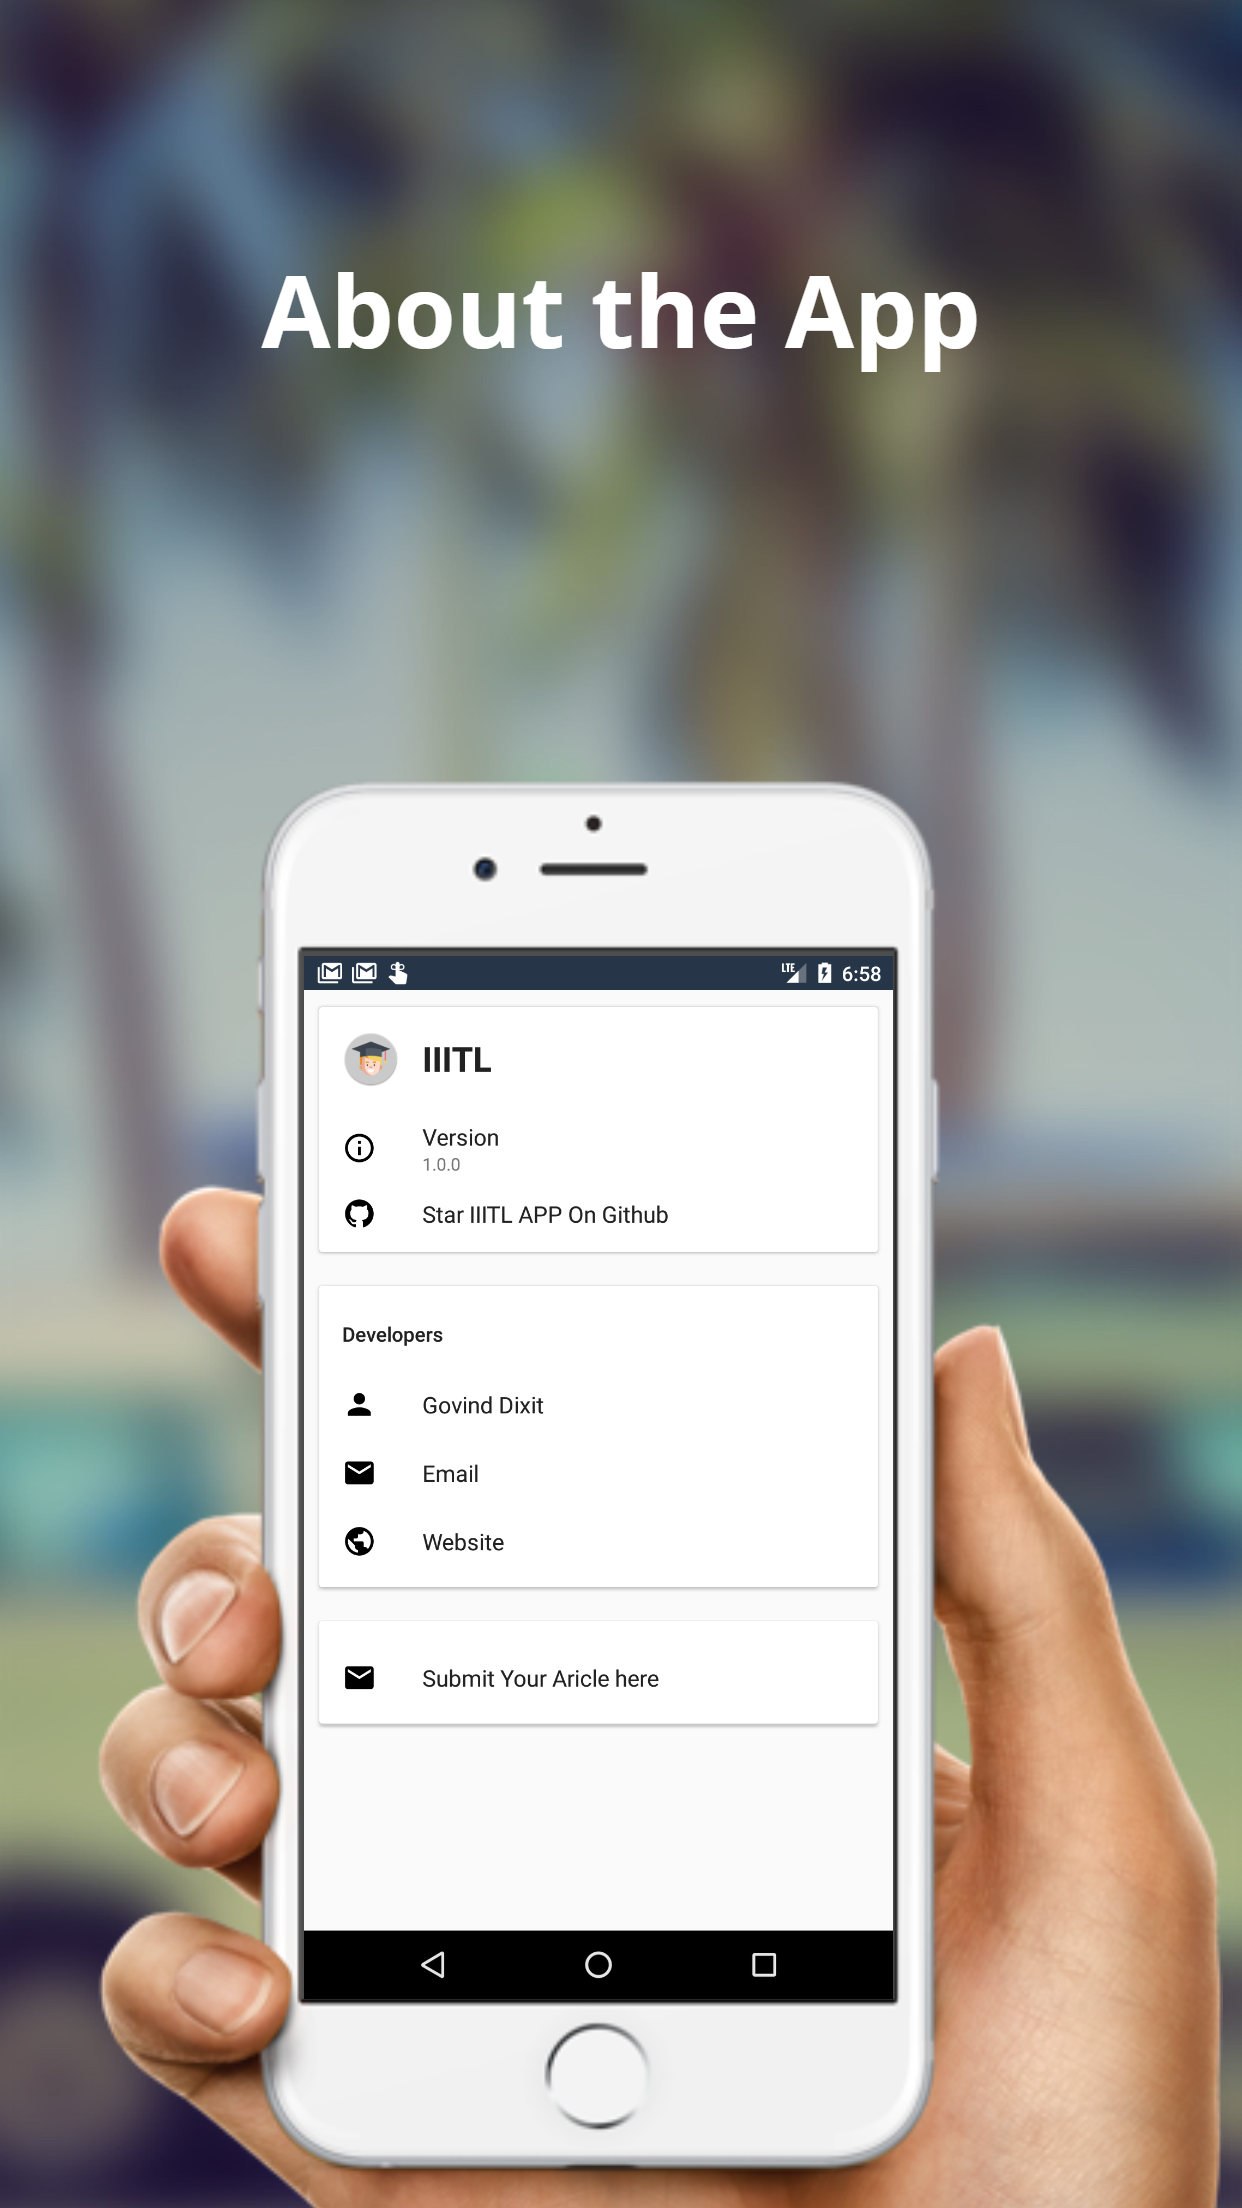 About the App
LTE 6:58
IIITL
Version
1.0.0
Star IIITL APP On Github
Developers
Govind Dixit
Email
Website
Submit Your Aricle here